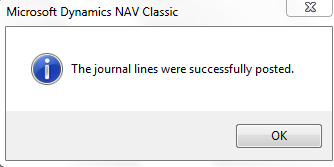 Microsoft Dynamics NAV Classic
The journal lines were successfully posted.
OK